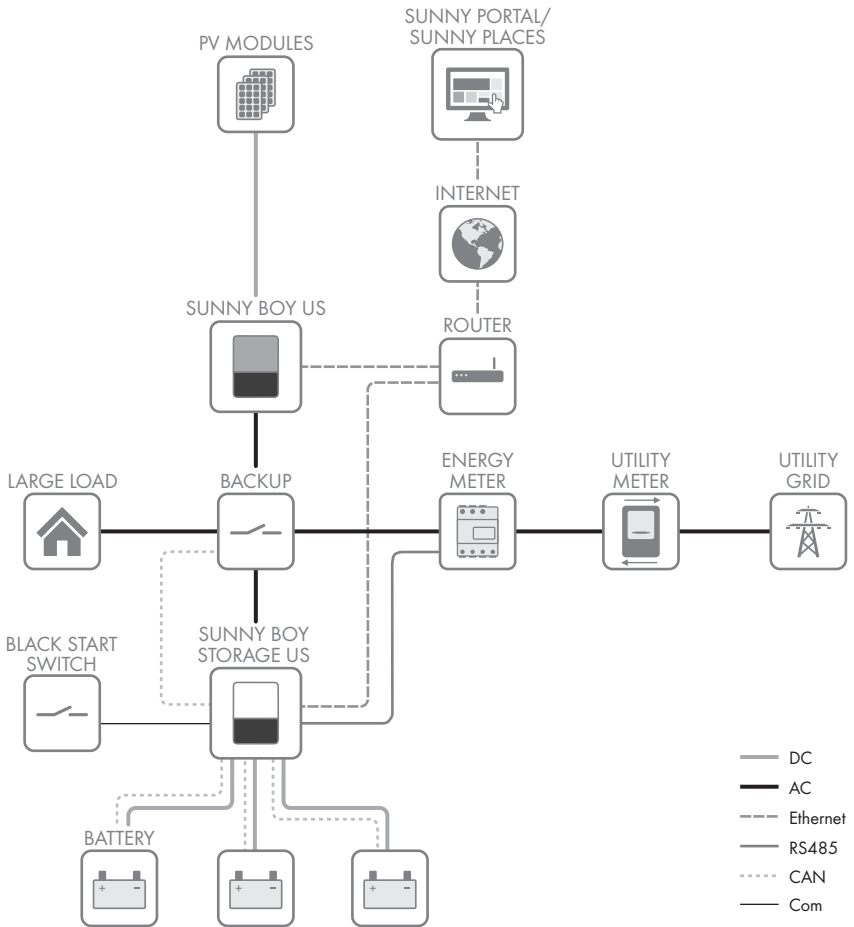 SUNNY PORTAL/
SUNNY PLACES
PV MODULES
INTERNET
SUNNY BOY US
ROUTER
LARGE LOAD
BACKUP
ENERGY
METER
UTILITY
METER
UTILITY
GRID
SUNNY BOY
STORAGE US
BLACK START
SWITCH
BATTERY
+ -
+ -
+ -
DC
AC
Ethernet
RS485
CAN
Com